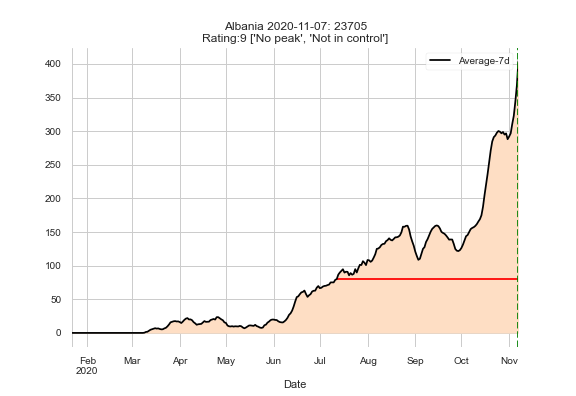 Albania 2020-11-07: 23705
Rating:9 ['No peak', 'Not in control']
Average-7d
400
350
300
250
200
150
100
50
0
Feb Mar Apr May Jun Jul Aug Sep Oct Nov
2020
Date